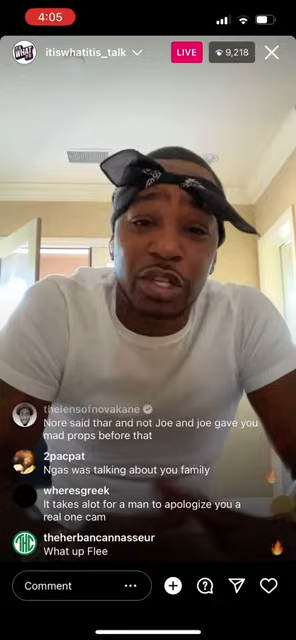 4:05
itiswhatitis_talk
LIVE
9,218
thelensofnovakane
Nore said thar and not Joe and joe gave you
mad props before that
2pacpat
Ngas was talking about you family
wheresgreek
It takes alot for a man to apologize you a
real one cam
theherbancannasseur
What up Flee
Comment